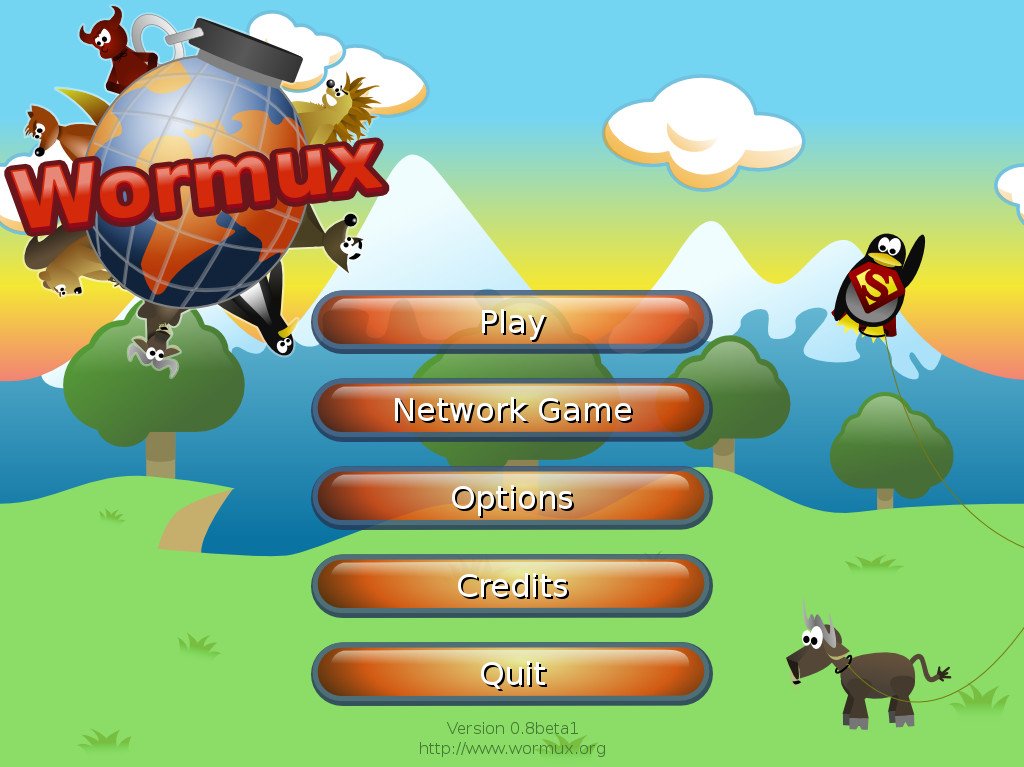 Wormux
S
Play
Network Game
Options
Credits
Quit
Version 0.8beta1
http://www.wormux.org